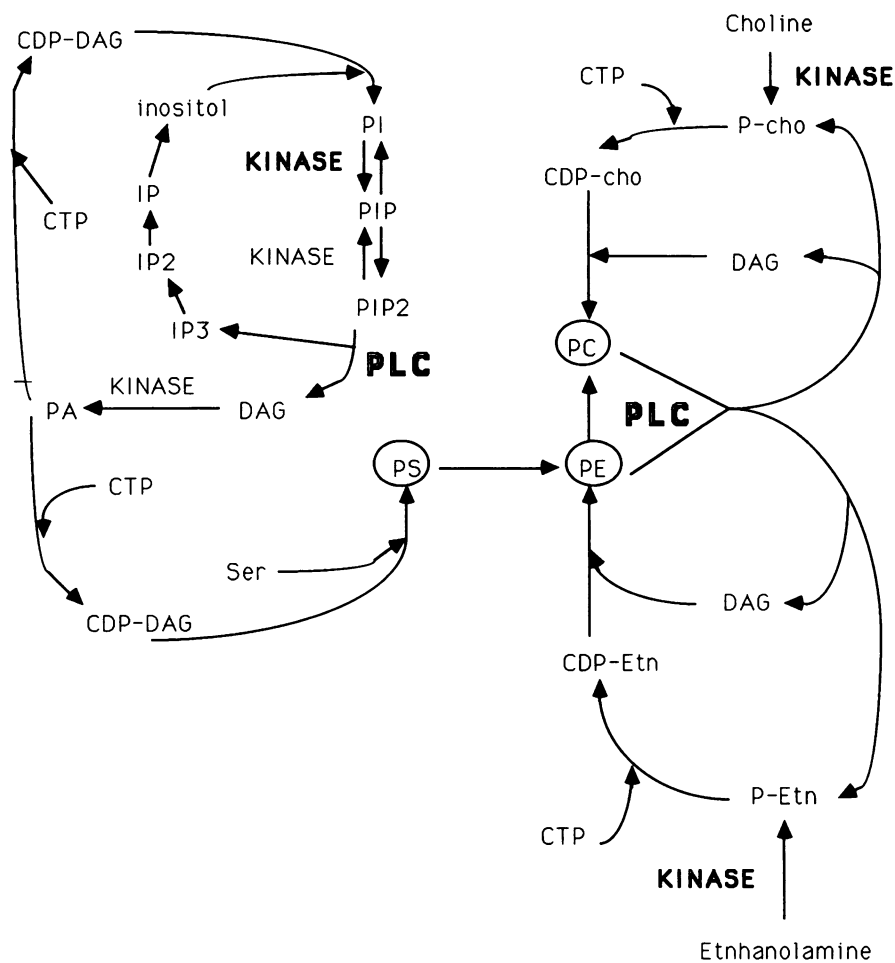 Choline
CDP-DAG
CTP
KINASE
inositol
PI
P-cho
KINASE
CDP-cho
IP
PIP
CTP
IP2
KINASE
DAG
PIP2
IP3
PC
PLC
KINASE
PA
DAG
PLC
PS
PE
CTP
Ser
DAG
CDP-DAG
CDP-Etn
P-Etn
CTP
KINASE
Etnhanolamine